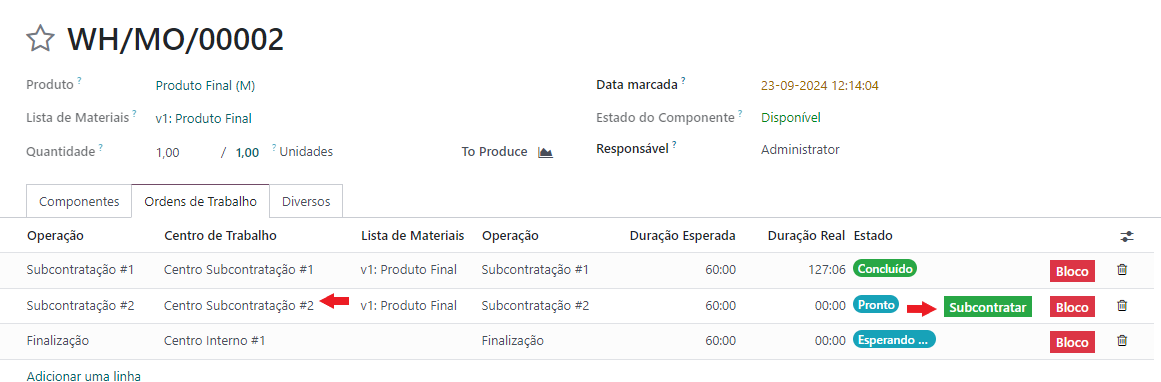 WH/MO/00002
Produto ? Produto Final (M) Data marcada ? 23-09-2024 12:14:04
Lista de Materiais ? v1: Produto Final Estado do Componente ? Disponível
Quantidade ? 1,00 / 1,00 ? Unidades To Produce Responsável ? Administrator
Componentes Ordens de Trabalho Diversos
Operação Centro de Trabalho Lista de Materiais Operação Duração Esperada Duração Real Estado
Subcontratação #1 Centro Subcontratação #1 v1: Produto Final Subcontratação #1 60:00 127:06 Concluído Bloco
Subcontratação #2 Centro Subcontratação #2 v1: Produto Final Subcontratação #2 60:00 00:00 Pronto Subcontratar Bloco
Finalização Centro Interno #1 Finalização 60:00 00:00 Esperando ... Bloco
Adicionar uma linha